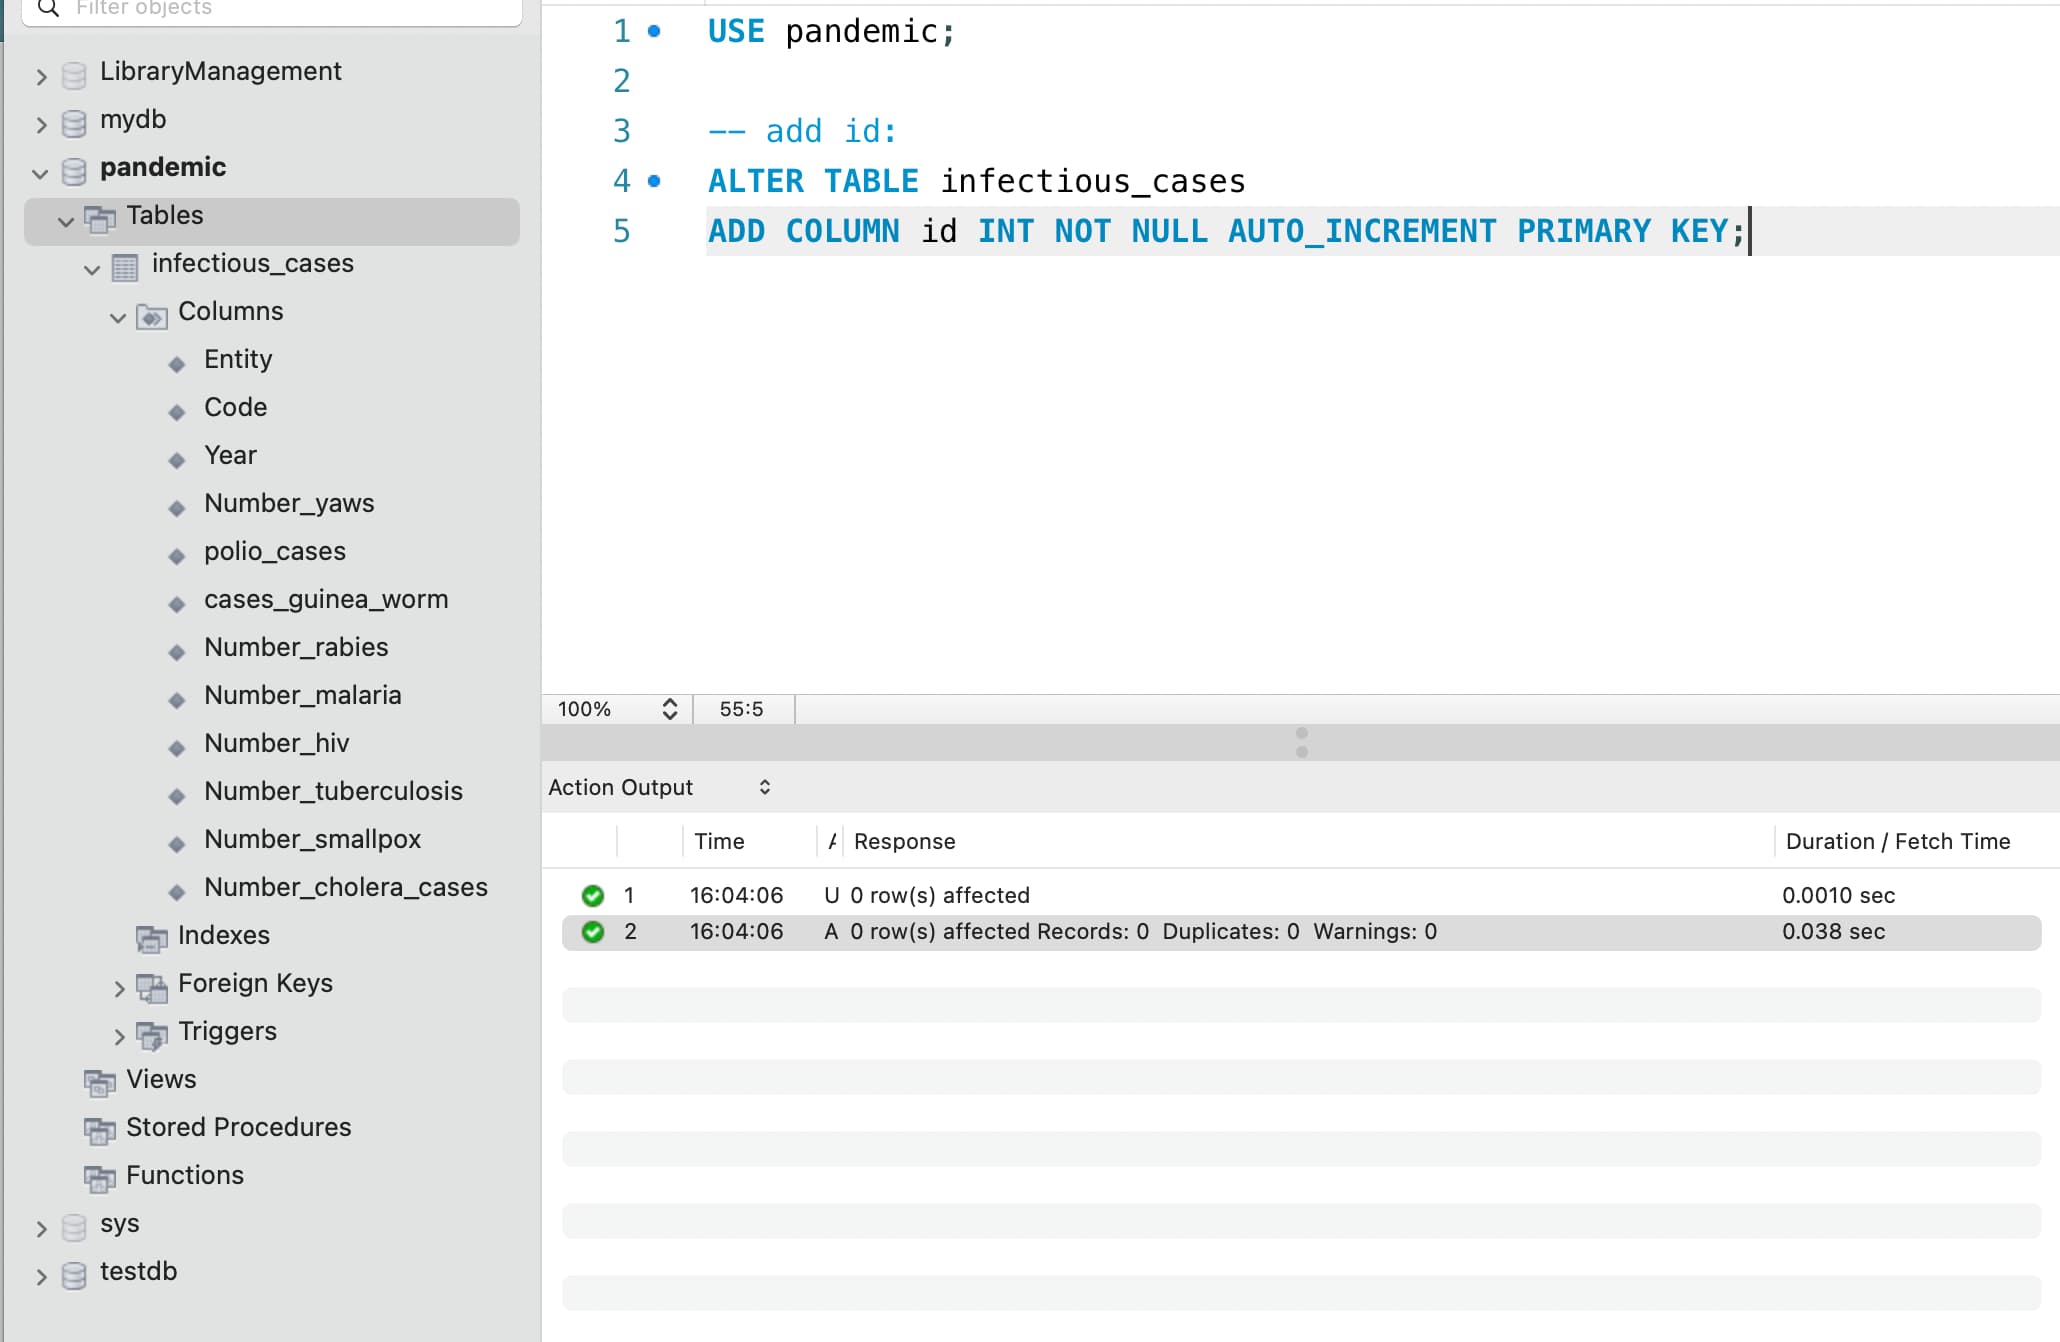 Filter objects
LibraryManagement
mydb
pandemic
Tables
infectious_cases
Columns
Entity
Code
Year
Number_yaws
polio_cases
cases_guinea_worm
Number_rabies
Number_malaria
Number_hiv
Number_tuberculosis
Number_smallpox
Number_cholera_cases
Indexes
Foreign Keys
Triggers
Views
Stored Procedures
Functions
sys
testdb
1 USE pandemic;
2
3 -- add id:
4 ALTER TABLE infectious_cases
5 ADD COLUMN id INT NOT NULL AUTO_INCREMENT PRIMARY KEY;
100% 55:5
Action Output
Time A Response Duration / Fetch Time
1 16:04:06 U 0 row(s) affected 0.0010 sec
2 16:04:06 A 0 row(s) affected Records: 0 Duplicates: 0 Warnings: 0 0.038 sec